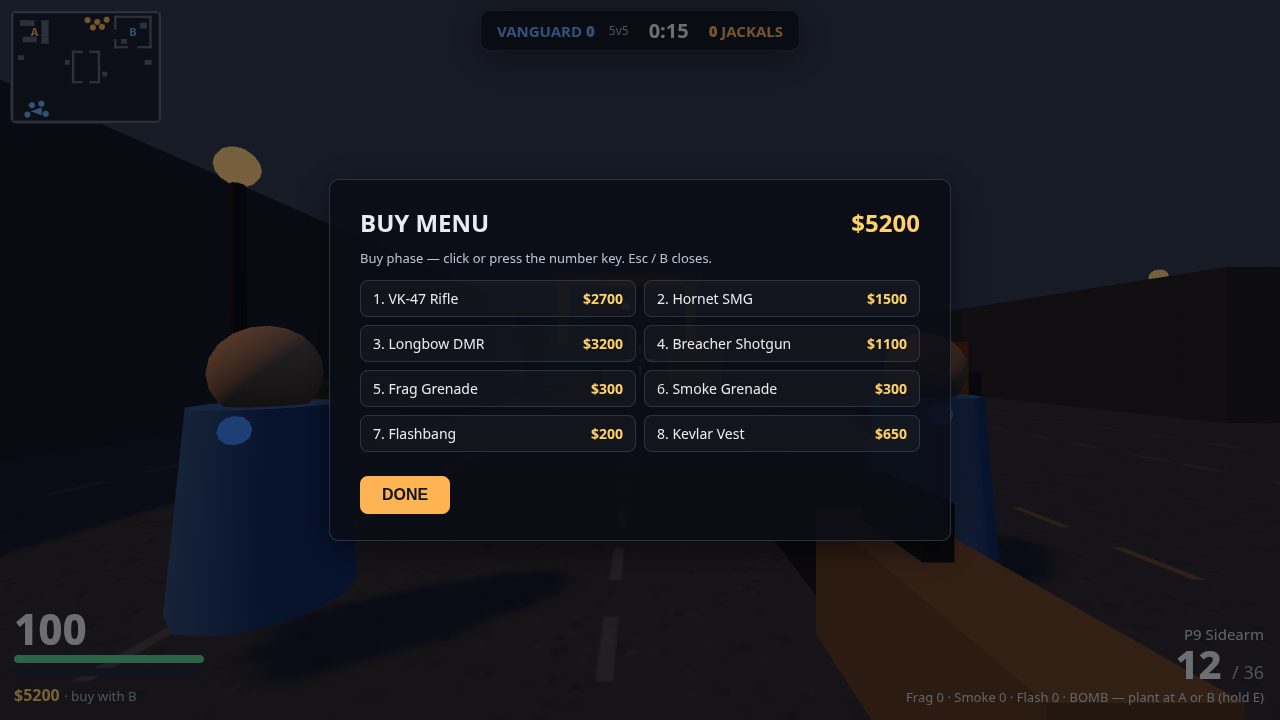 A
B
VANGUARD 0 5v5 0:15 0 JACKALS
BUY MENU $5200
Buy phase — click or press the number key. Esc / B closes.
1. VK-47 Rifle $2700
2. Hornet SMG $1500
3. Longbow DMR $3200
4. Breacher Shotgun $1100
5. Frag Grenade $300
6. Smoke Grenade $300
7. Flashbang $200
8. Kevlar Vest $650
DONE
100
$5200 · buy with B
P9 Sidearm
12 / 36
Frag 0 · Smoke 0 · Flash 0 · BOMB — plant at A or B (hold E)